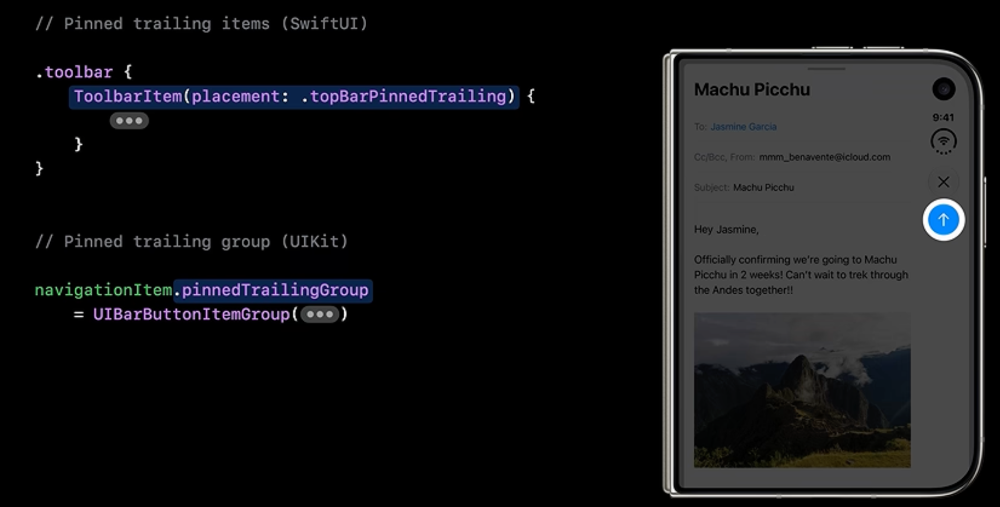 // Pinned trailing items (SwiftUI)
.toolbar {
ToolbarItem(placement: .topBarPinnedTrailing) {
}
}
// Pinned trailing group (UIKit)
navigationItem.pinnedTrailingGroup
= UIBarButtonItemGroup(•••)
Machu Picchu
9:41
To: Jasmine Garcia
Cc/Bcc, From: mmm_benavente@icloud.com
Subject: Machu Picchu
Hey Jasmine,
Officially confirming we're going to Machu
Picchu in 2 weeks! Can't wait to trek through
the Andes together!!